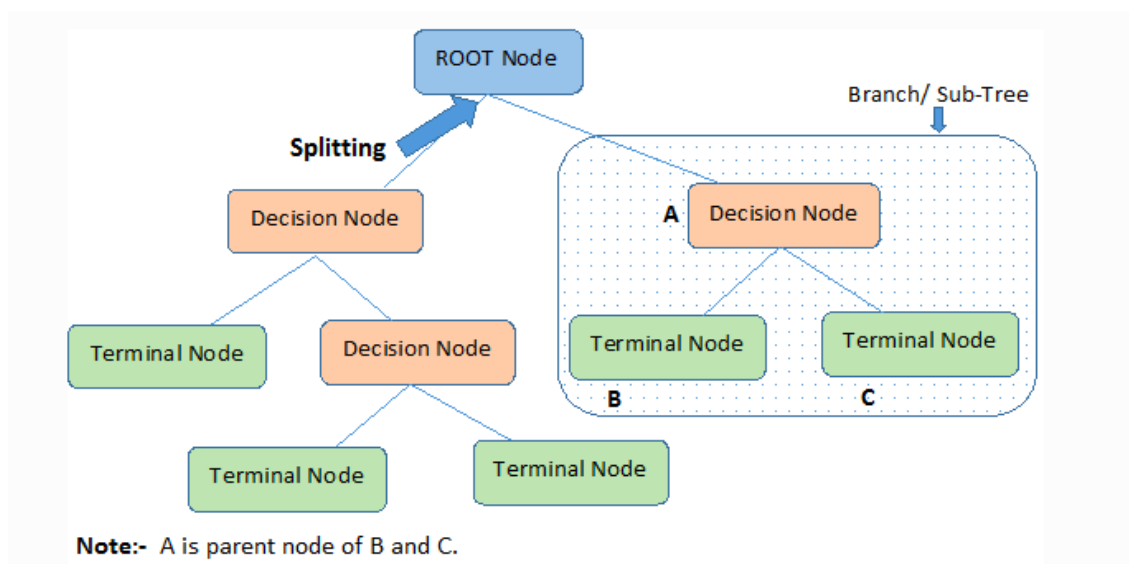 ROOT Node
Branch/ Sub-Tree
Splitting
Decision Node
A
Decision Node
Terminal Node
Decision Node
Terminal Node
Terminal Node
B
C
Terminal Node
Terminal Node
Note:- A is parent node of B and C.